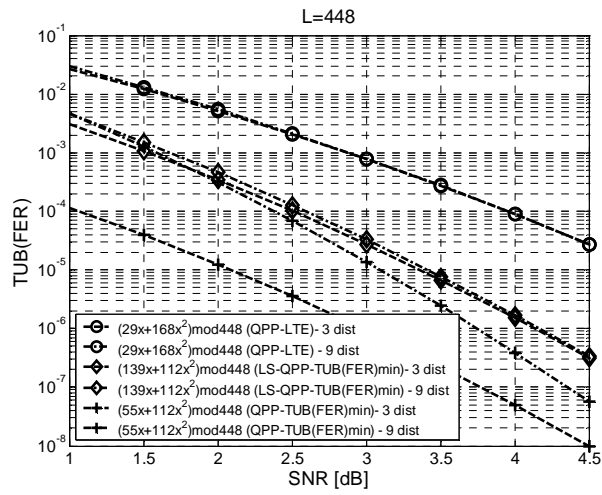 L=448
10^-1
10^-2
10^-3
10^-4
10^-5
10^-6
10^-7
10^-8
TUB(FER)
(29x+168x^2)mod448 (QPP-LTE)- 3 dist
(29x+168x^2)mod448 (QPP-LTE) - 9 dist
(139x+112x^2)mod448 (LS-QPP-TUB(FER)min)- 3 dist
(139x+112x^2)mod448 (LS-QPP-TUB(FER)min) - 9 dist
(55x+112x^2)mod448 (QPP-TUB(FER)min)- 3 dist
(55x+112x^2)mod448 (QPP-TUB(FER)min) - 9 dist
1 1.5 2 2.5 3 3.5 4 4.5
SNR [dB]